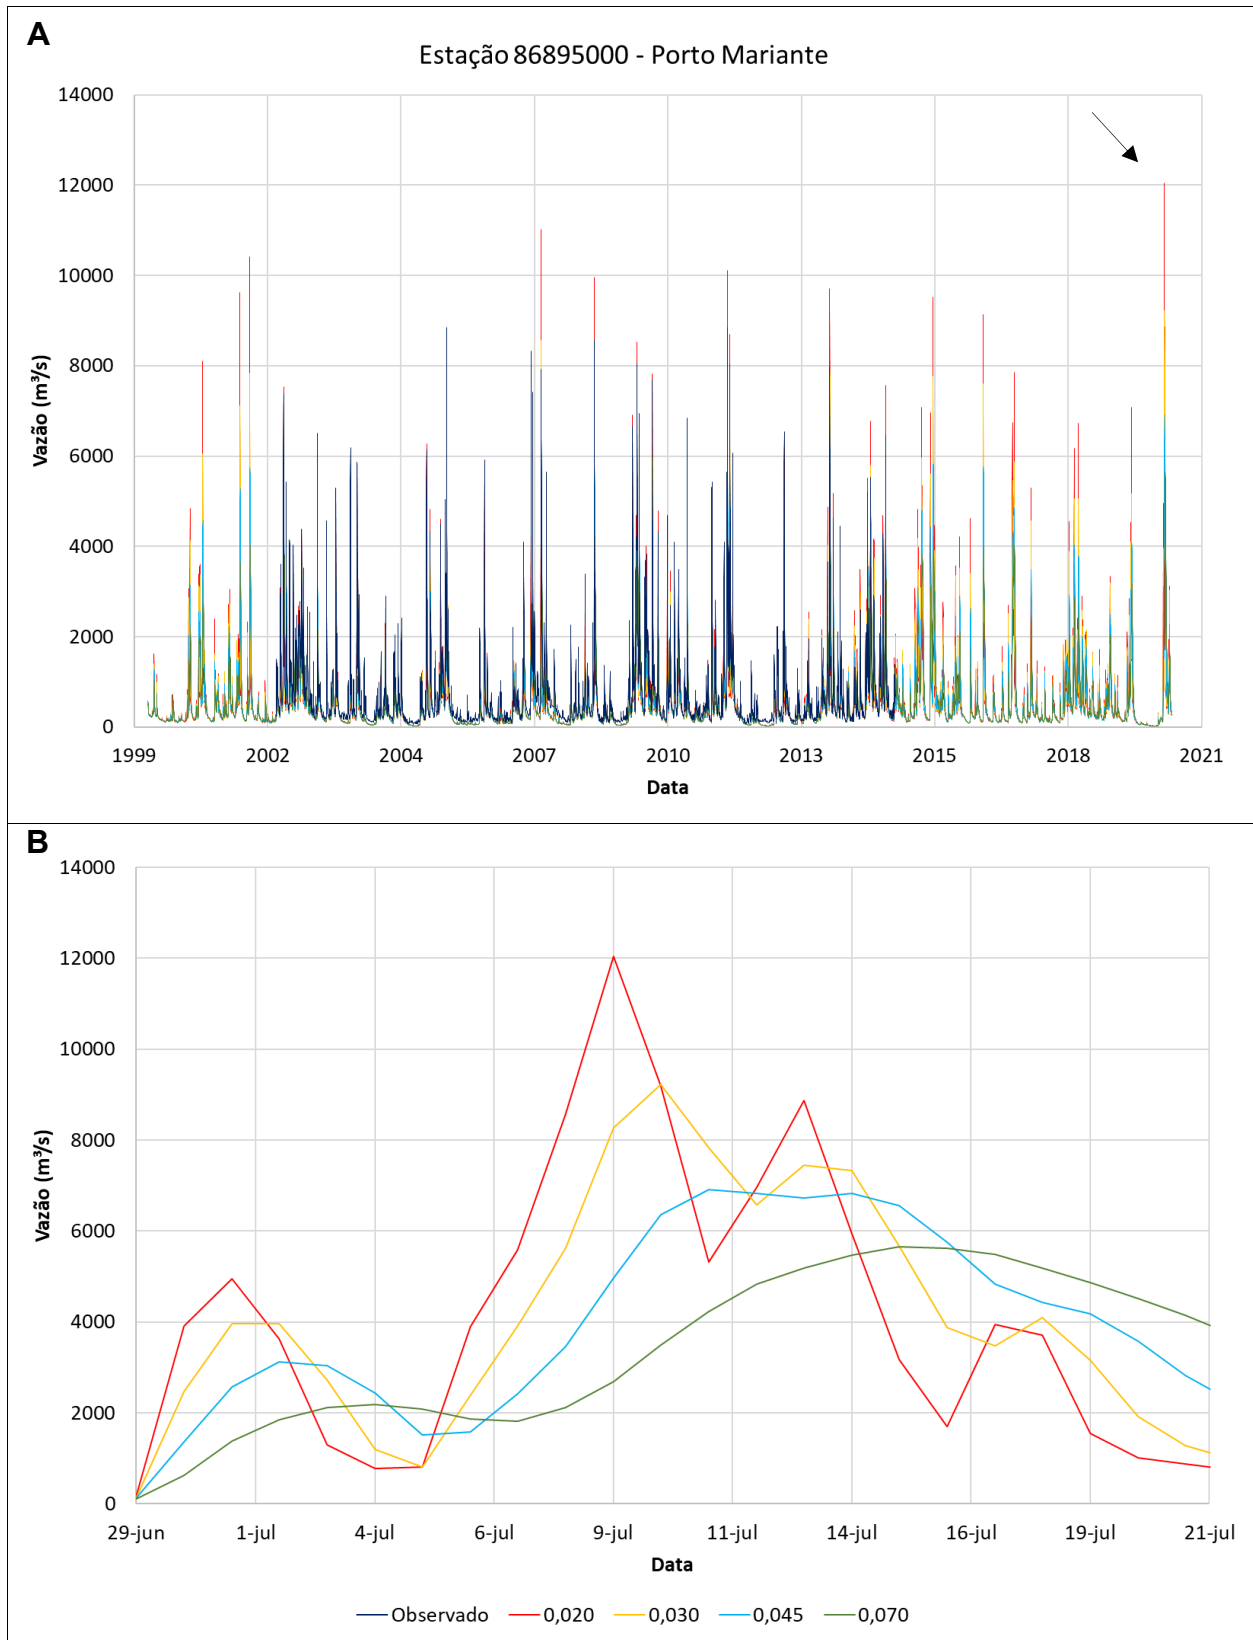 A
Estação 86895000 - Porto Mariante
14000
12000
10000
8000
6000
4000
2000
0
Vazão (m³/s)
1999 2002 2004 2007 2010 2013 2015 2018 2021
Data
B
14000
12000
10000
8000
6000
4000
2000
0
Vazão (m³/s)
29-jun 1-jul 4-jul 6-jul 9-jul 11-jul 14-jul 16-jul 19-jul 21-jul
Data
Observado 0,020 0,030 0,045 0,070